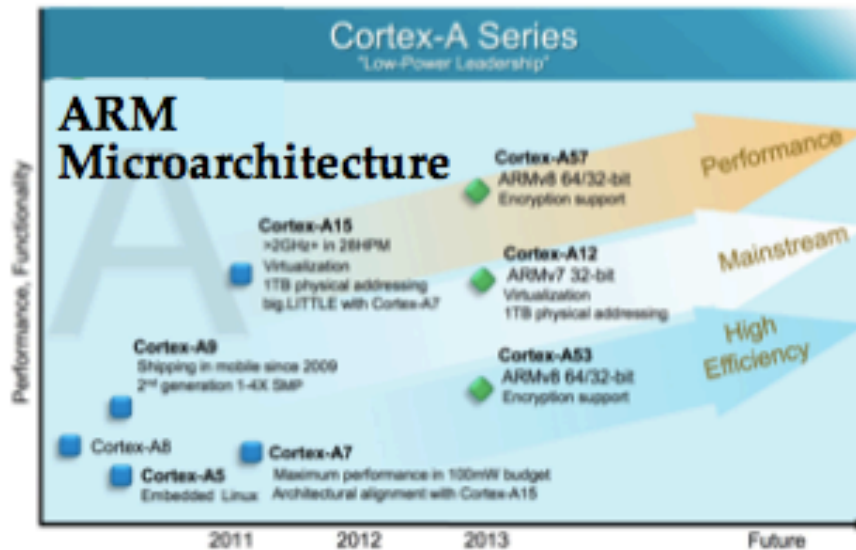 Cortex-A Series
"Low-Power Leadership"
ARM
Microarchitecture
A
Performance, Functionality
Cortex-A57
ARMv8 64/32-bit
Encryption support
Performance
Cortex-A15
>2GHz+ in 28HPM
Virtualization
1TB physical addressing
big.LITTLE with Cortex-A7
Cortex-A12
ARMv7 32-bit
Virtualization
1TB physical addressing
Mainstream
Cortex-A9
Shipping in mobile since 2009
2nd generation 1-4X SMP
Cortex-A53
ARMv8 64/32-bit
Encryption support
High
Efficiency
Cortex-A8
Cortex-A5
Embedded Linux
Cortex-A7
Maximum performance in 100mW budget
Architectural alignment with Cortex-A15
2011 2012 2013 Future